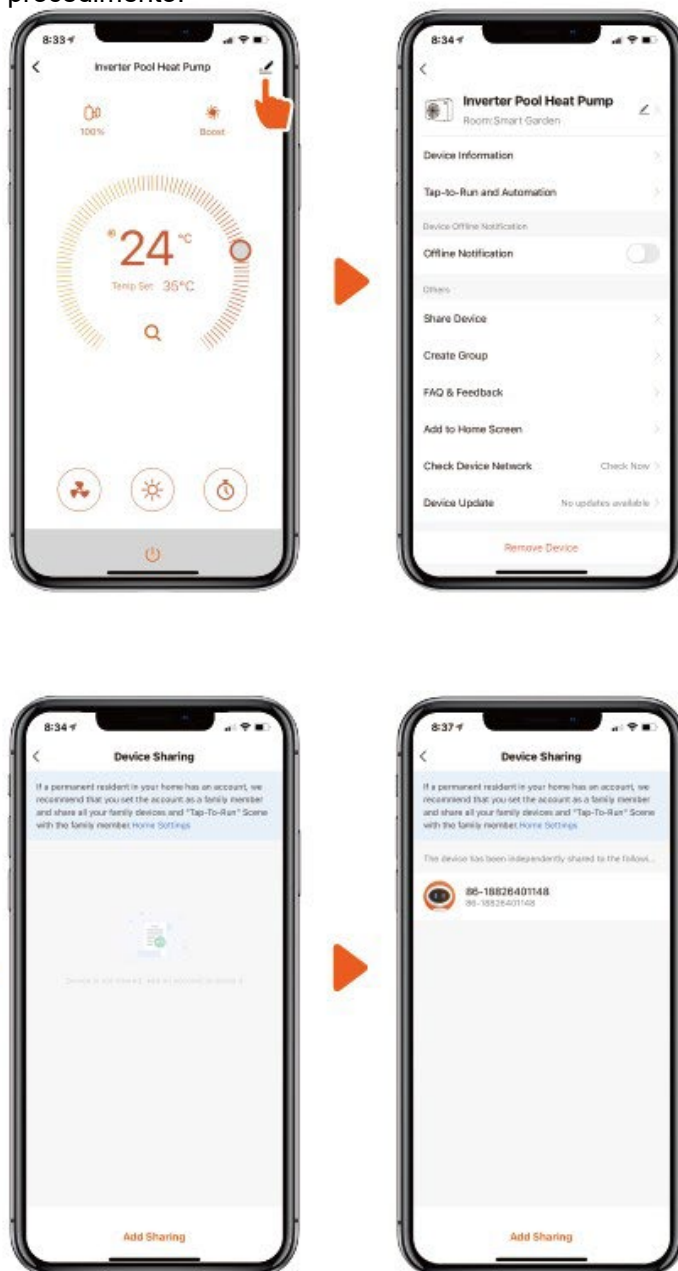 procedimento:
8:33
Inverter Pool Heat Pump
100%
Boost
24 °C
Temp Set 35°C
8:34
Inverter Pool Heat Pump
Room:Smart Garden
Device Information
Tap-to-Run and Automation
Device Offline Notification
Offline Notification
Others
Share Device
Create Group
FAQ & Feedback
Add to Home Screen
Check Device Network Check Now
Device Update No updates available
Remove Device
8:34
Device Sharing
If a permanent resident in your home has an account, we
recommend that you set the account as a family member
and share all your family devices and "Tap-To-Run" Scene
with the family member. Home Settings
Add Sharing
8:37
Device Sharing
If a permanent resident in your home has an account, we
recommend that you set the account as a family member
and share all your family devices and "Tap-To-Run" Scene
with the family member. Home Settings
The device has been independently shared to the followi...
86-18826401148
86-18826401148
Add Sharing